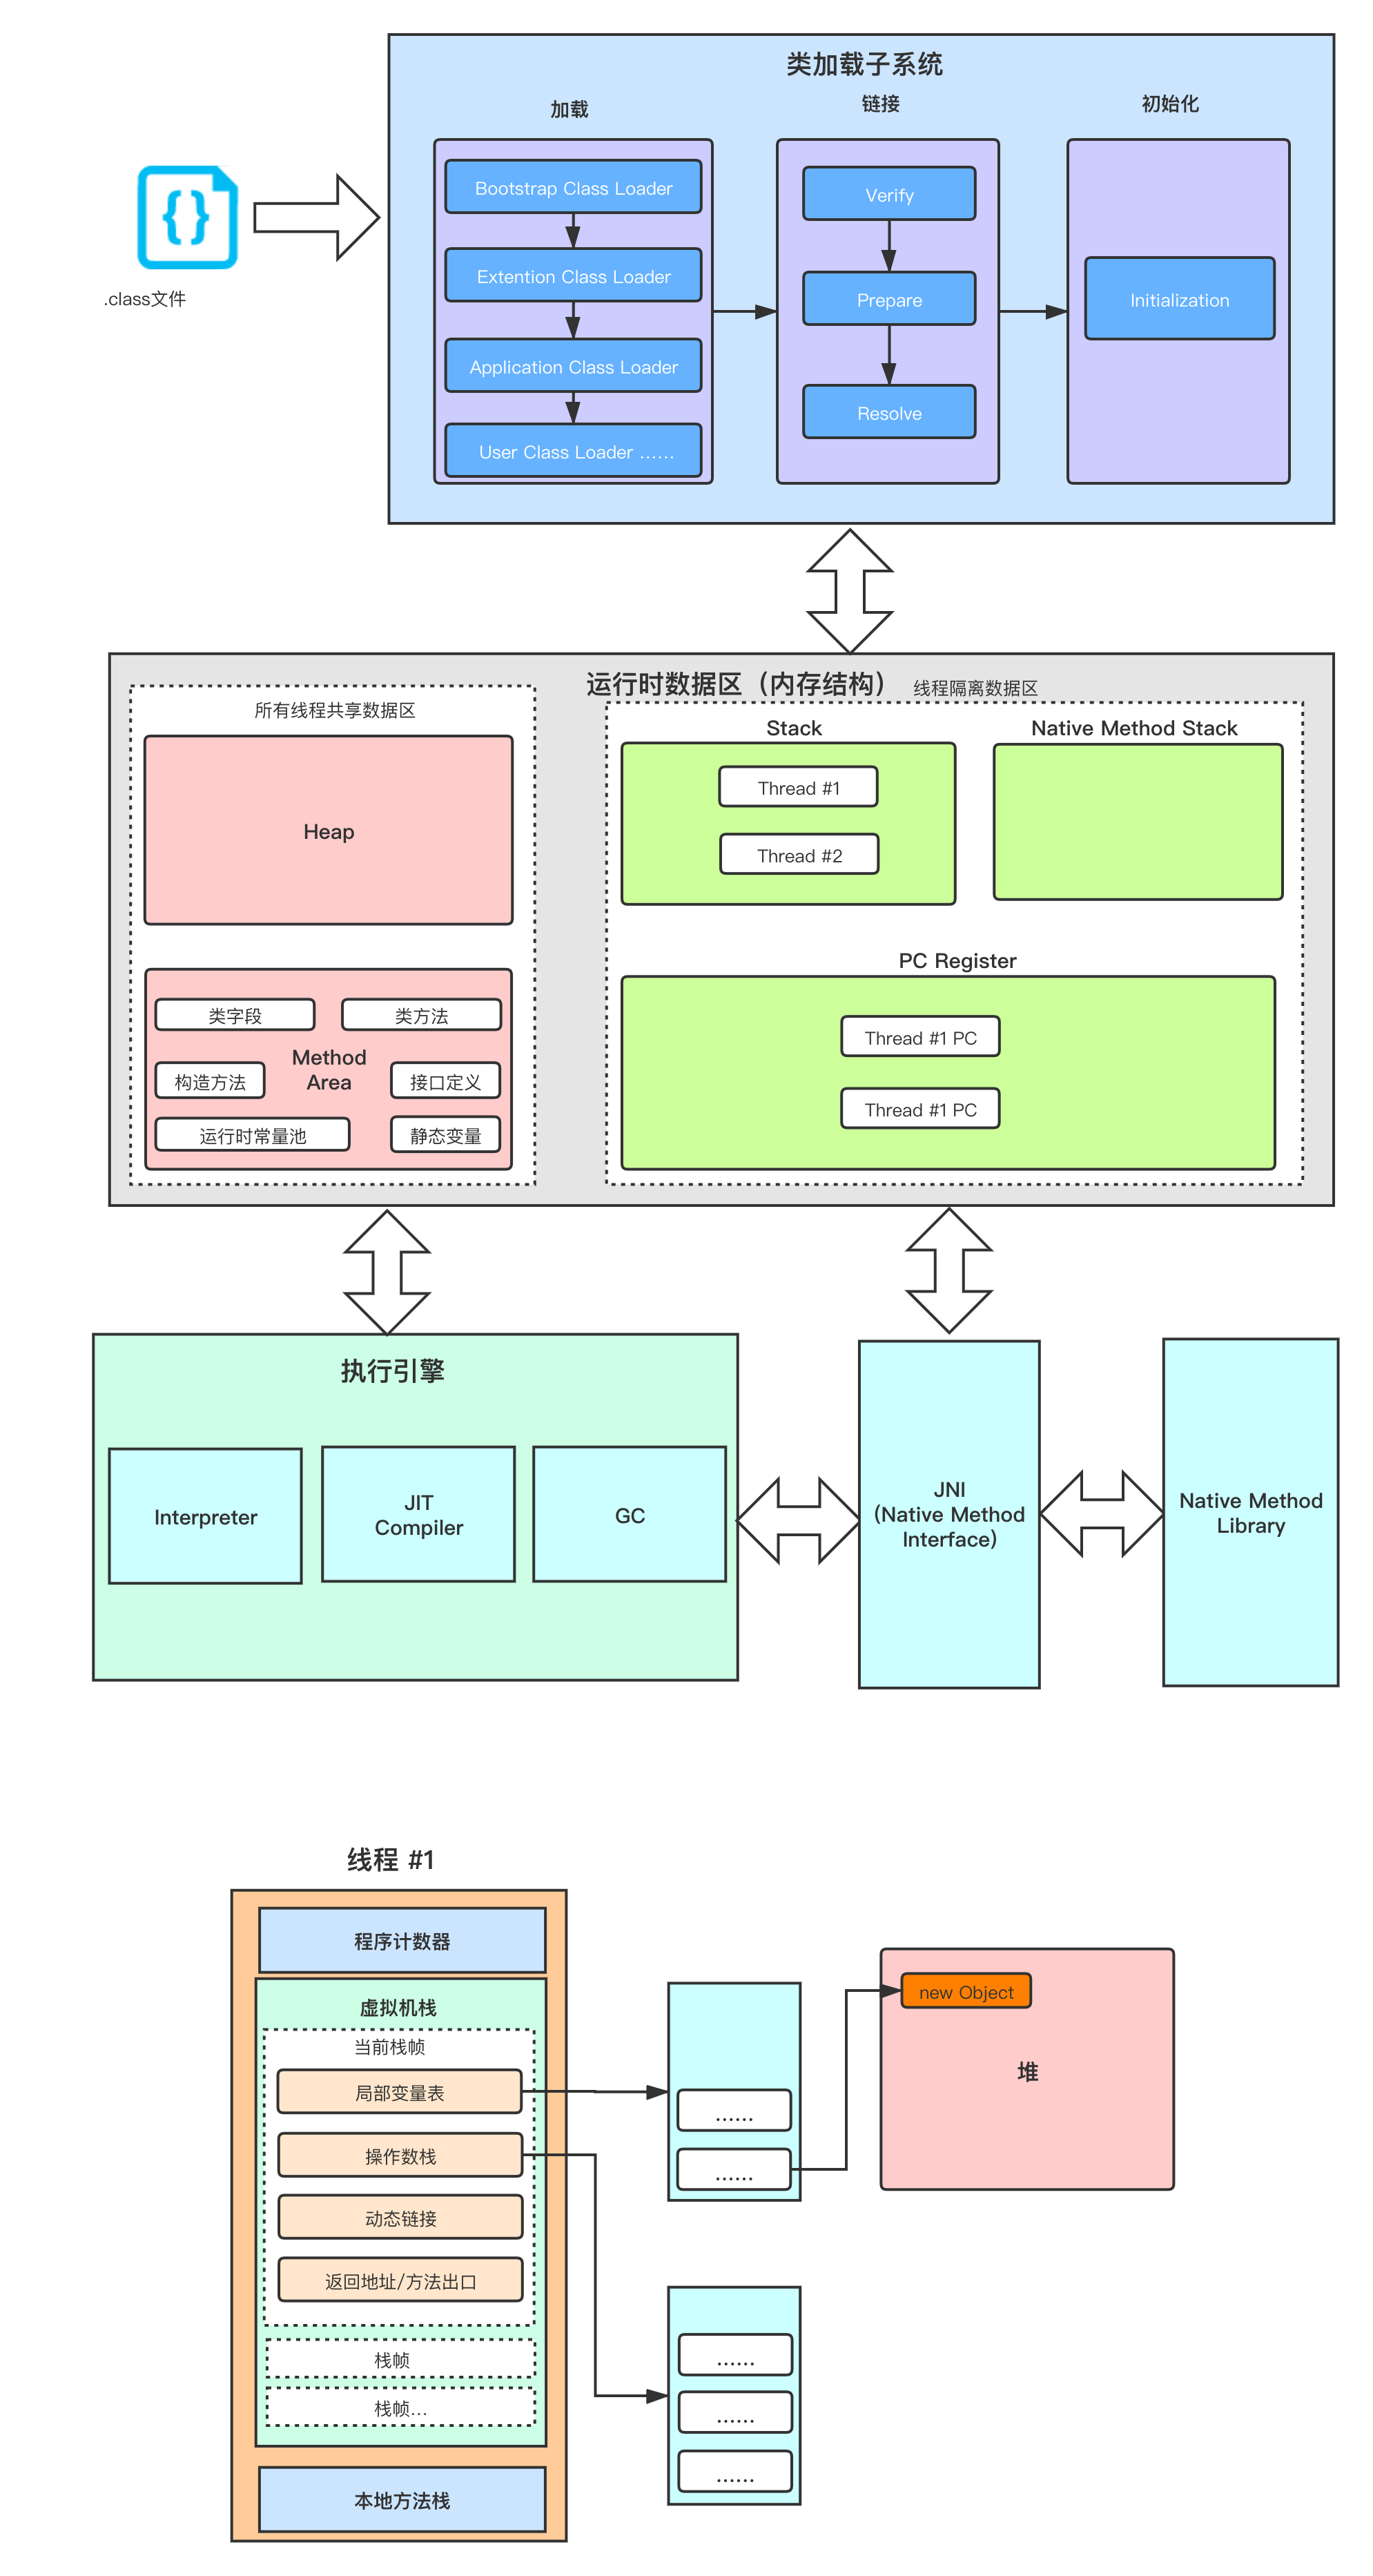 类加载子系统
加载
链接
初始化
Bootstrap Class Loader
Extention Class Loader
Application Class Loader
User Class Loader ......
Verify
Prepare
Resolve
Initialization
{}
.class文件
运行时数据区（内存结构）
线程隔离数据区
所有线程共享数据区
Heap
类字段
类方法
Method
Area
构造方法
接口定义
运行时常量池
静态变量
Stack
Thread #1
Thread #2
Native Method Stack
PC Register
Thread #1 PC
Thread #1 PC
执行引擎
Interpreter
JIT
Compiler
GC
JNI
(Native Method
Interface)
Native Method
Library
线程 #1
程序计数器
虚拟机栈
当前栈帧
局部变量表
操作数栈
动态链接
返回地址/方法出口
栈帧
栈帧...
本地方法栈
......
......
new Object
堆
......
......
......